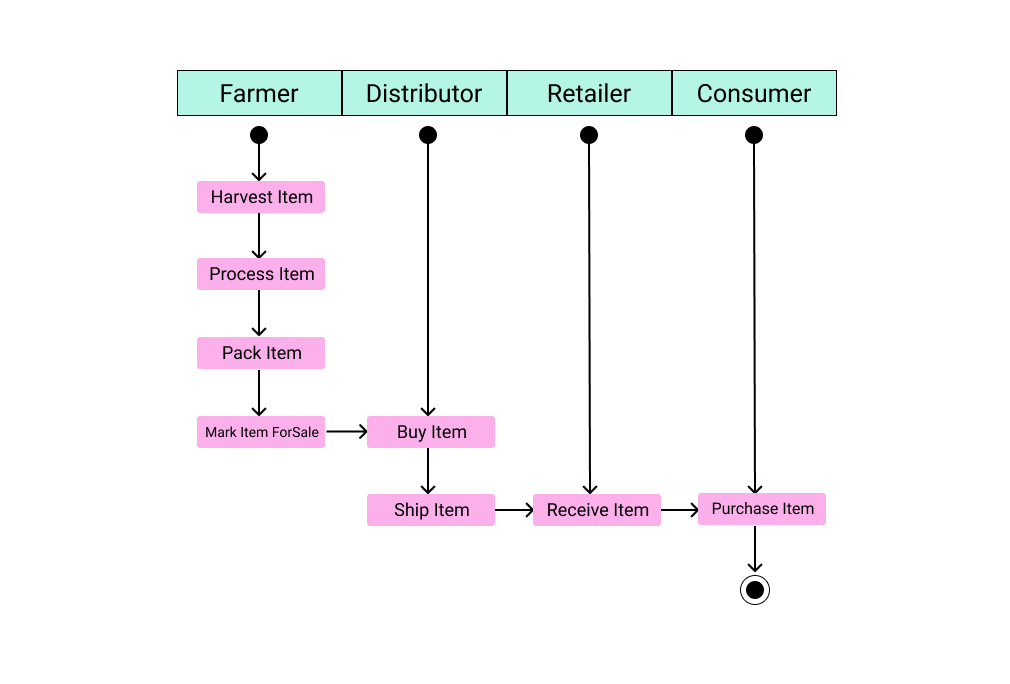 Farmer
Distributor
Retailer
Consumer
Harvest Item
Process Item
Pack Item
Mark Item ForSale
Buy Item
Ship Item
Receive Item
Purchase Item